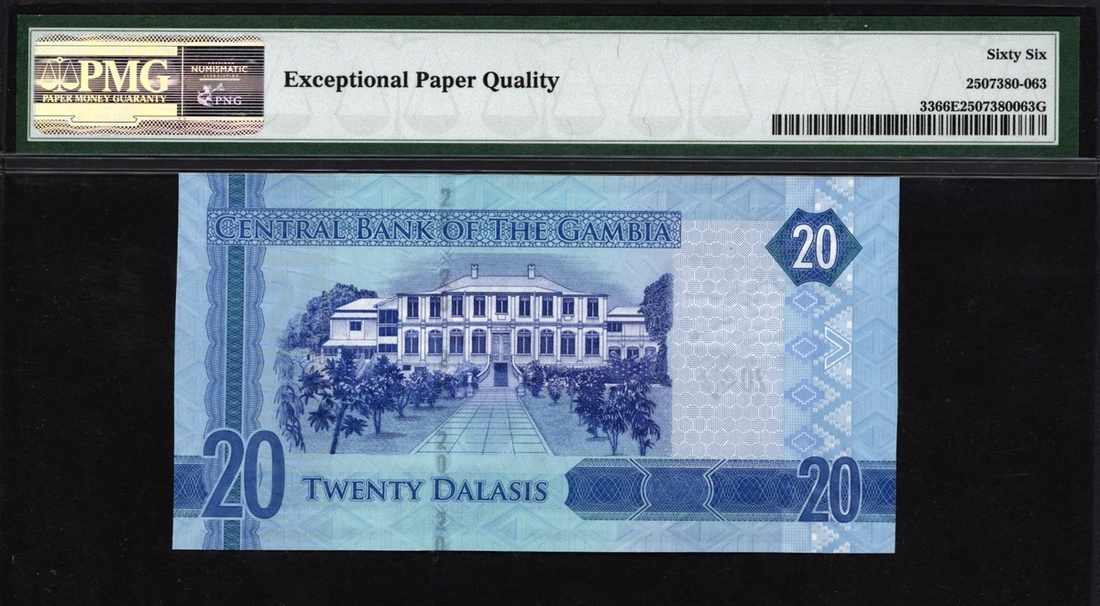 PMG
PAPER MONEY GUARANTY
NUMISMATIC
PNG
Exceptional Paper Quality
Sixty Six
2507380-063
3366E2507380063G
CENTRAL BANK OF THE GAMBIA
20
20
TWENTY DALASIS
20